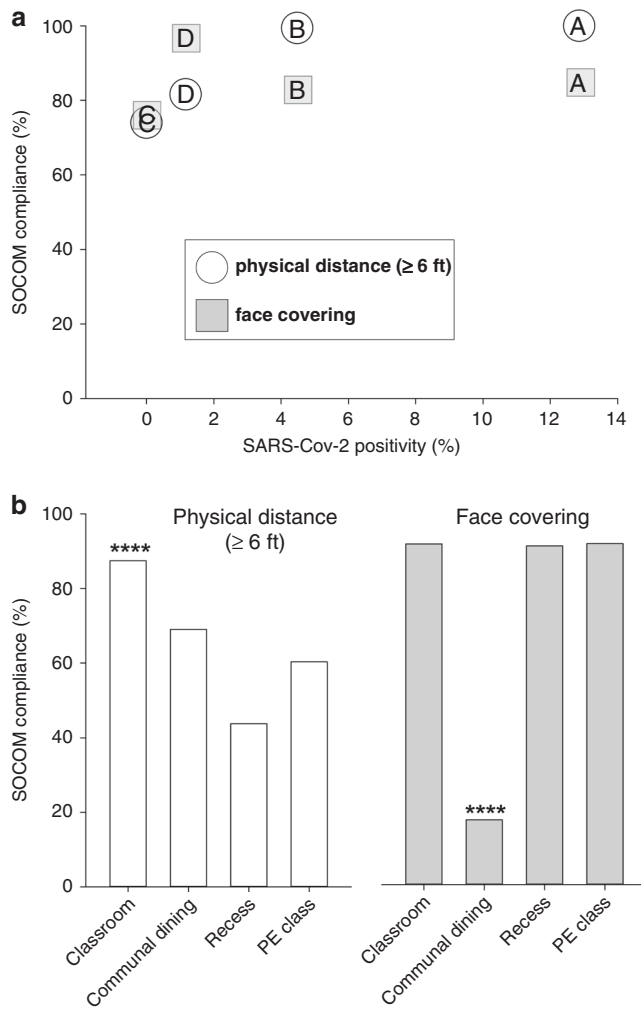 a
100
80
60
40
20
0
SOCOM compliance (%)
D
B
A
C
D
B
A
C
physical distance (≥ 6 ft)
face covering
0 2 4 6 8 10 12 14
SARS-Cov-2 positivity (%)
b
100
80
60
40
20
0
SOCOM compliance (%)
Physical distance
(≥ 6 ft)
****
Classroom
Communal dining
Recess
PE class
Face covering
****
Classroom
Communal dining
Recess
PE class